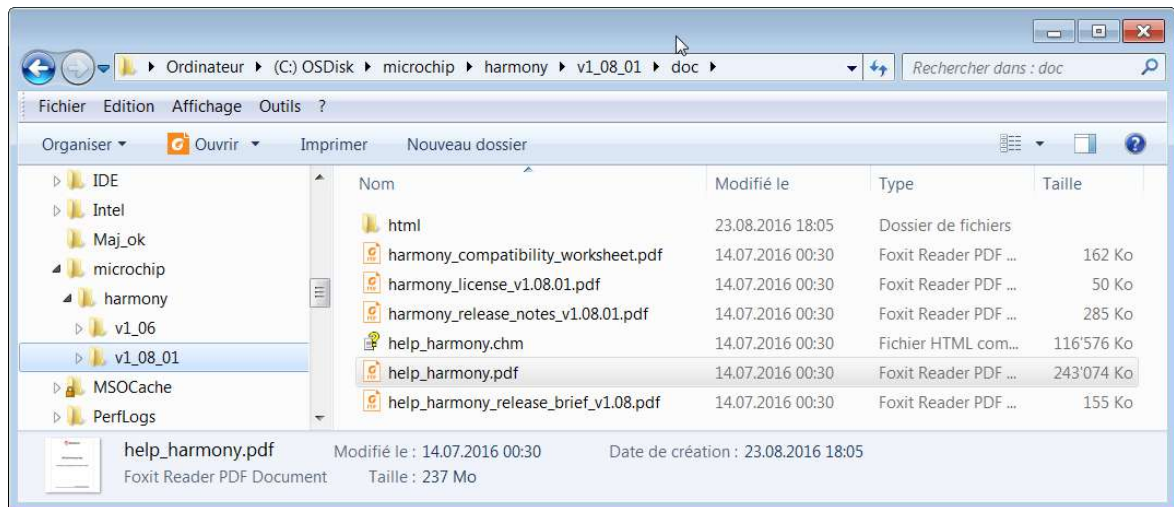 Ordinateur ▸ (C:) OSDisk ▸ microchip ▸ harmony ▸ v1_08_01 ▸ doc ▸ Rechercher dans : doc
Fichier Edition Affichage Outils ?
Organiser Ouvrir Imprimer Nouveau dossier
IDE
Intel
Maj_ok
microchip
harmony
v1_06
v1_08_01
MSOCache
PerfLogs
Nom Modifié le Type Taille
html 23.08.2016 18:05 Dossier de fichiers
harmony_compatibility_worksheet.pdf 14.07.2016 00:30 Foxit Reader PDF ... 162 Ko
harmony_license_v1.08.01.pdf 14.07.2016 00:30 Foxit Reader PDF ... 50 Ko
harmony_release_notes_v1.08.01.pdf 14.07.2016 00:30 Foxit Reader PDF ... 285 Ko
help_harmony.chm 14.07.2016 00:30 Fichier HTML com... 116'576 Ko
help_harmony.pdf 14.07.2016 00:30 Foxit Reader PDF ... 243'074 Ko
help_harmony_release_brief_v1.08.pdf 14.07.2016 00:30 Foxit Reader PDF ... 155 Ko
help_harmony.pdf Modifié le : 14.07.2016 00:30 Date de création : 23.08.2016 18:05
Foxit Reader PDF Document Taille : 237 Mo